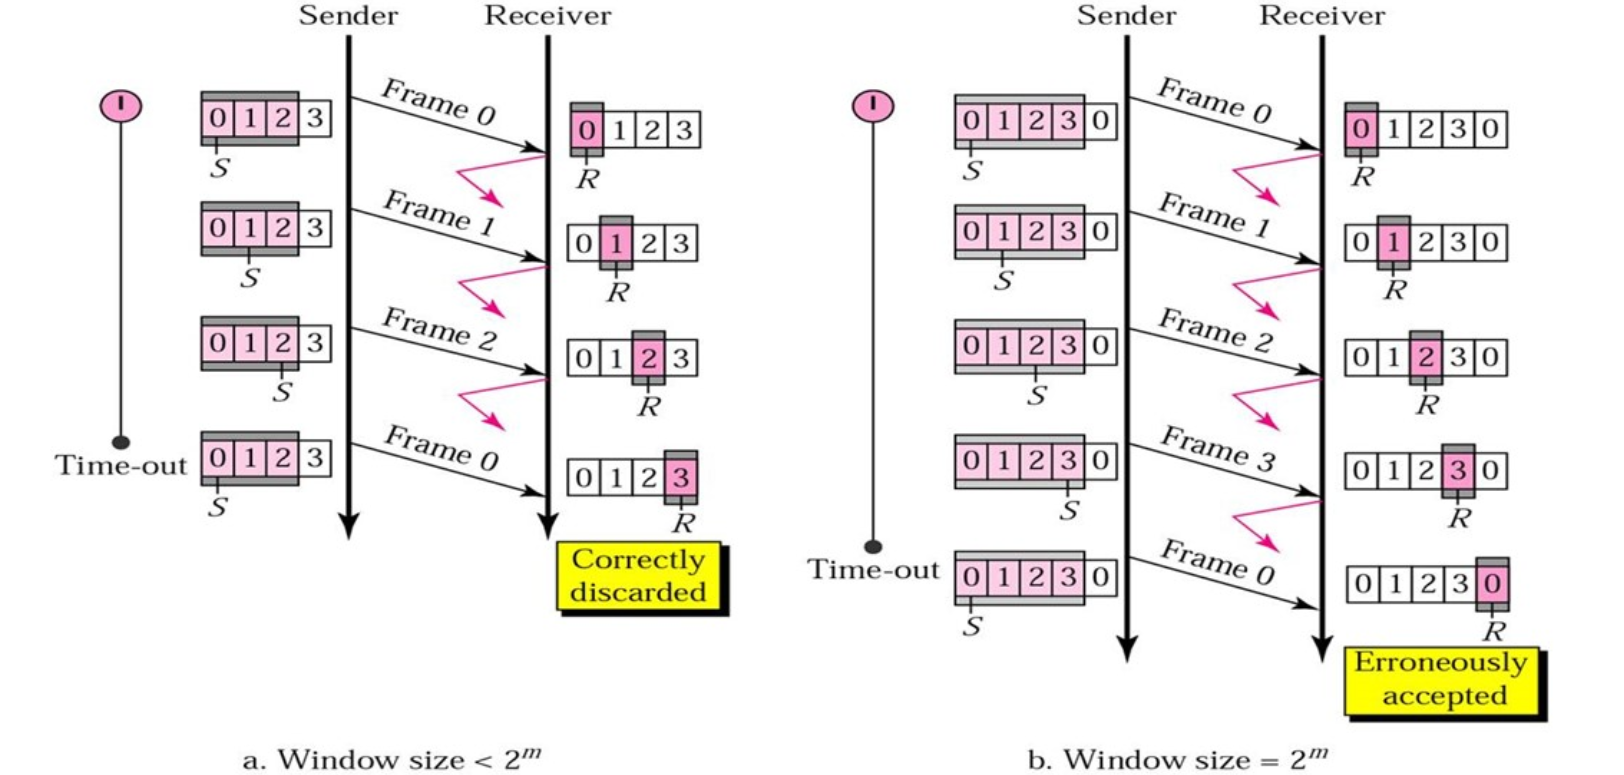 Sender Receiver
Frame 0
0 1 2 3
S
0 1 2 3
R
Frame 1
0 1 2 3
S
0 1 2 3
R
Frame 2
0 1 2 3
S
0 1 2 3
R
Time-out
Frame 0
0 1 2 3
S
0 1 2 3
R
Correctly
discarded
a. Window size < 2^m
Sender Receiver
Frame 0
0 1 2 3 0
S
0 1 2 3 0
R
Frame 1
0 1 2 3 0
S
0 1 2 3 0
R
Frame 2
0 1 2 3 0
S
0 1 2 3 0
R
Frame 3
0 1 2 3 0
S
0 1 2 3 0
R
Time-out
Frame 0
0 1 2 3 0
S
0 1 2 3 0
R
Erroneously
accepted
b. Window size = 2^m